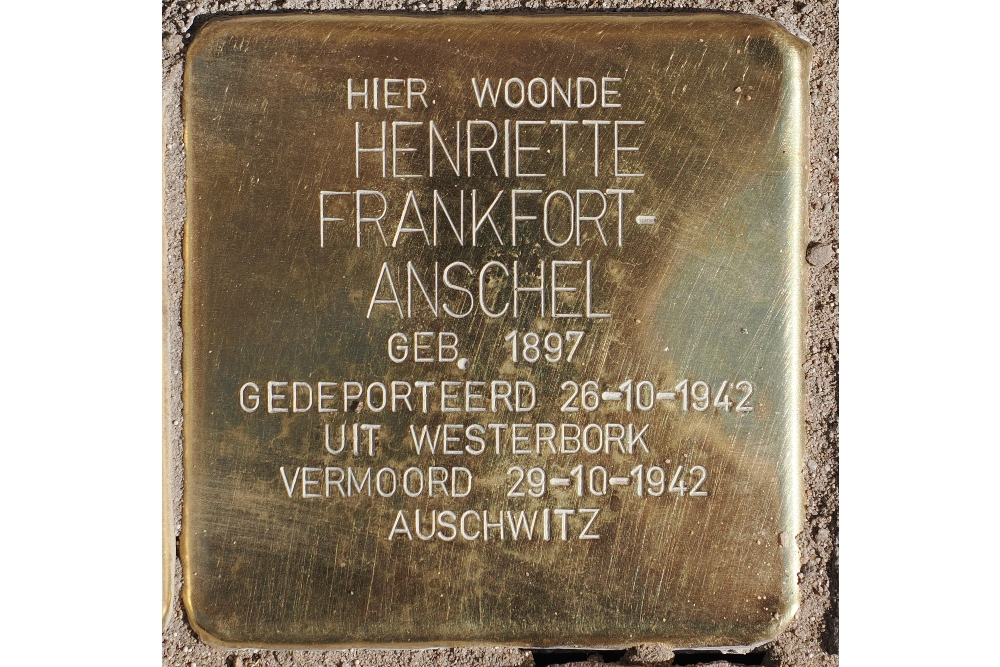 HIER WOONDE
HENRIETTE
FRANKFORT-
ANSCHEL
GEB. 1897
GEDEPORTEERD 26-10-1942
UIT WESTERBORK
VERMOORD 29-10-1942
AUSCHWITZ